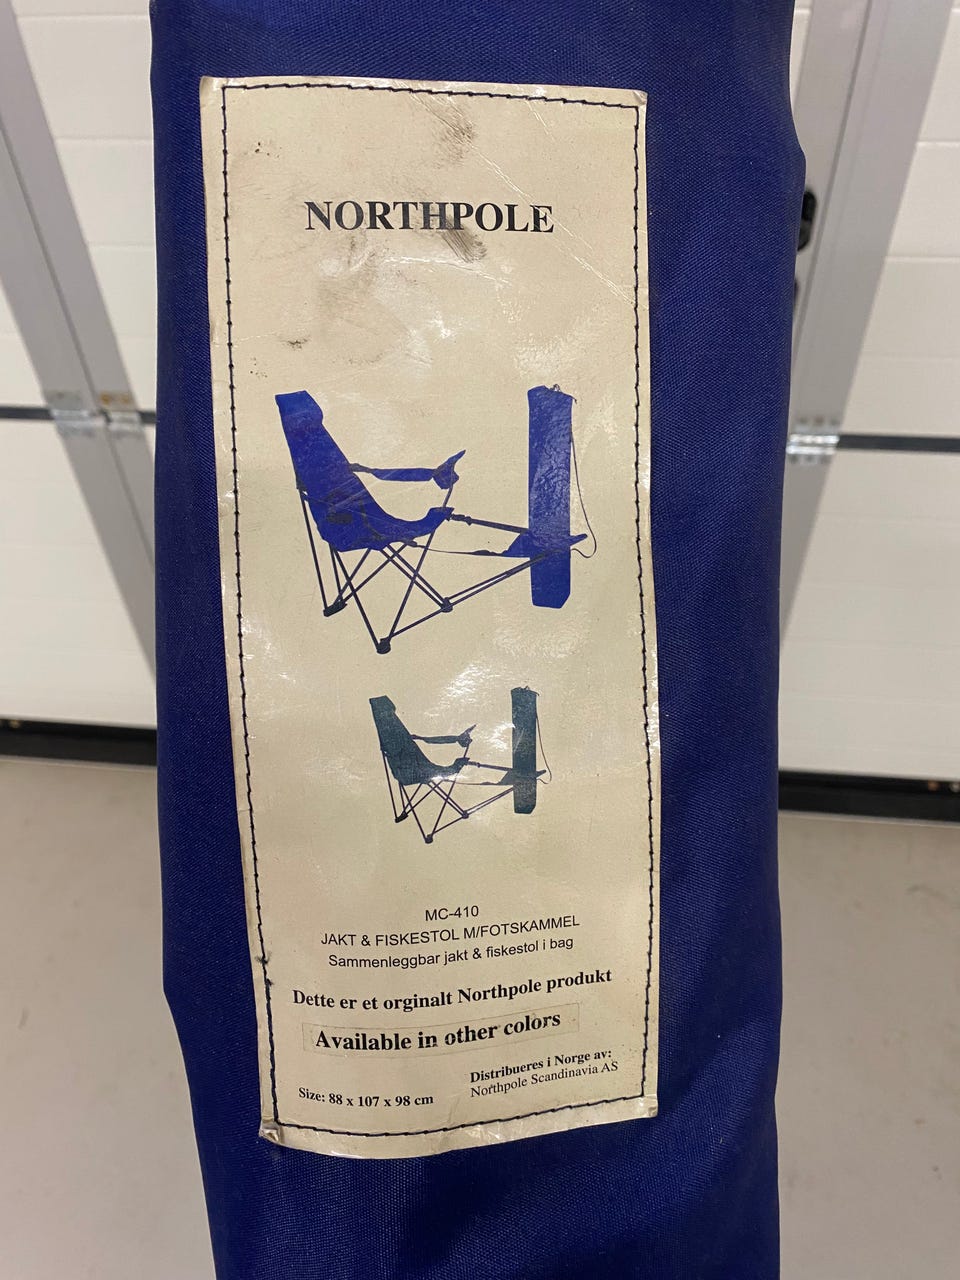 NORTHPOLE
MC-410
JAKT & FISKESTOL M/FOTSKAMMEL
Sammenleggbar jakt & fiskestol i bag
Dette er et orginalt Northpole produkt
Available in other colors
Size: 88 x 107 x 98 cm
Distribueres i Norge av:
Northpole Scandinavia AS